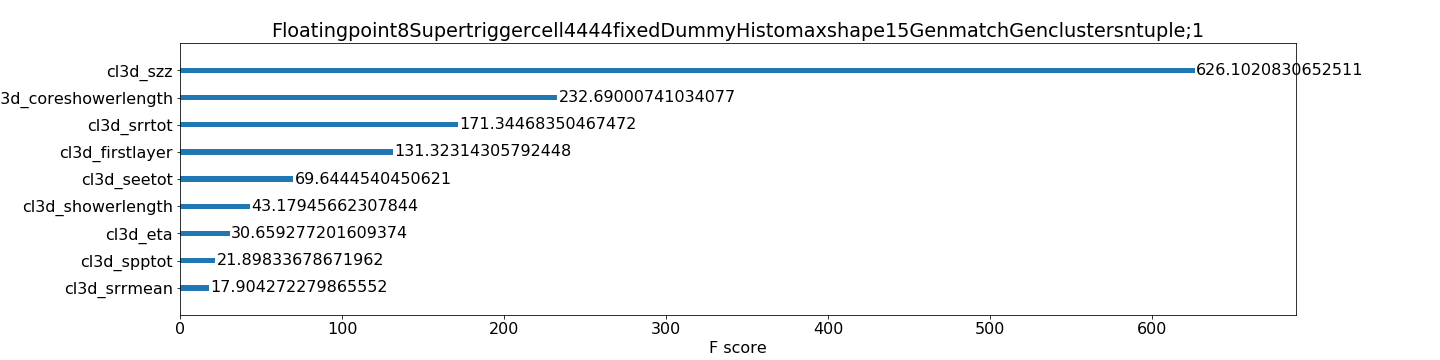 Floatingpoint8Supertriggercell4444fixedDummyHistomaxshape15GenmatchGenclustersntuple;1
cl3d_szz 626.1020830652511
3d_coreshowerlength 232.69000741034077
cl3d_srrtot 171.34468350467472
cl3d_firstlayer 131.32314305792448
cl3d_seetot 69.6444540450621
cl3d_showerlength 43.17945662307844
cl3d_eta 30.659277201609374
cl3d_spptot 21.89833678671962
cl3d_srrmean 17.904272279865552
0 100 200 300 400 500 600
F score